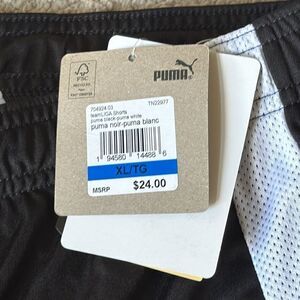 FSC
PUMA
704924 03
TN22977
teamLIGA Shorts
puma black-puma white
puma noir-puma blanc
1 94580 14488 6
XL/TG
MSRP
$24.00